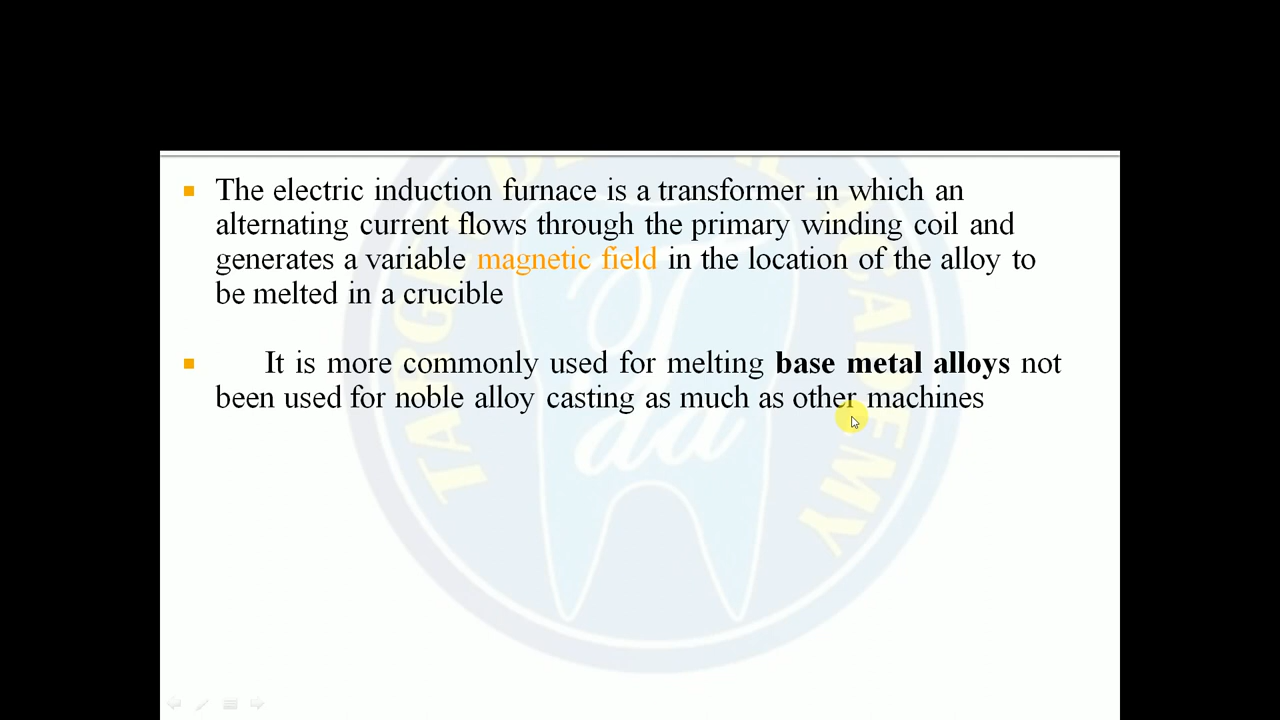 The electric induction furnace is a transformer in which an
alternating current flows through the primary winding coil and
generates a variable magnetic field in the location of the alloy to
be melted in a crucible
It is more commonly used for melting base metal alloys not
been used for noble alloy casting as much as other machines
da
ACADEMY